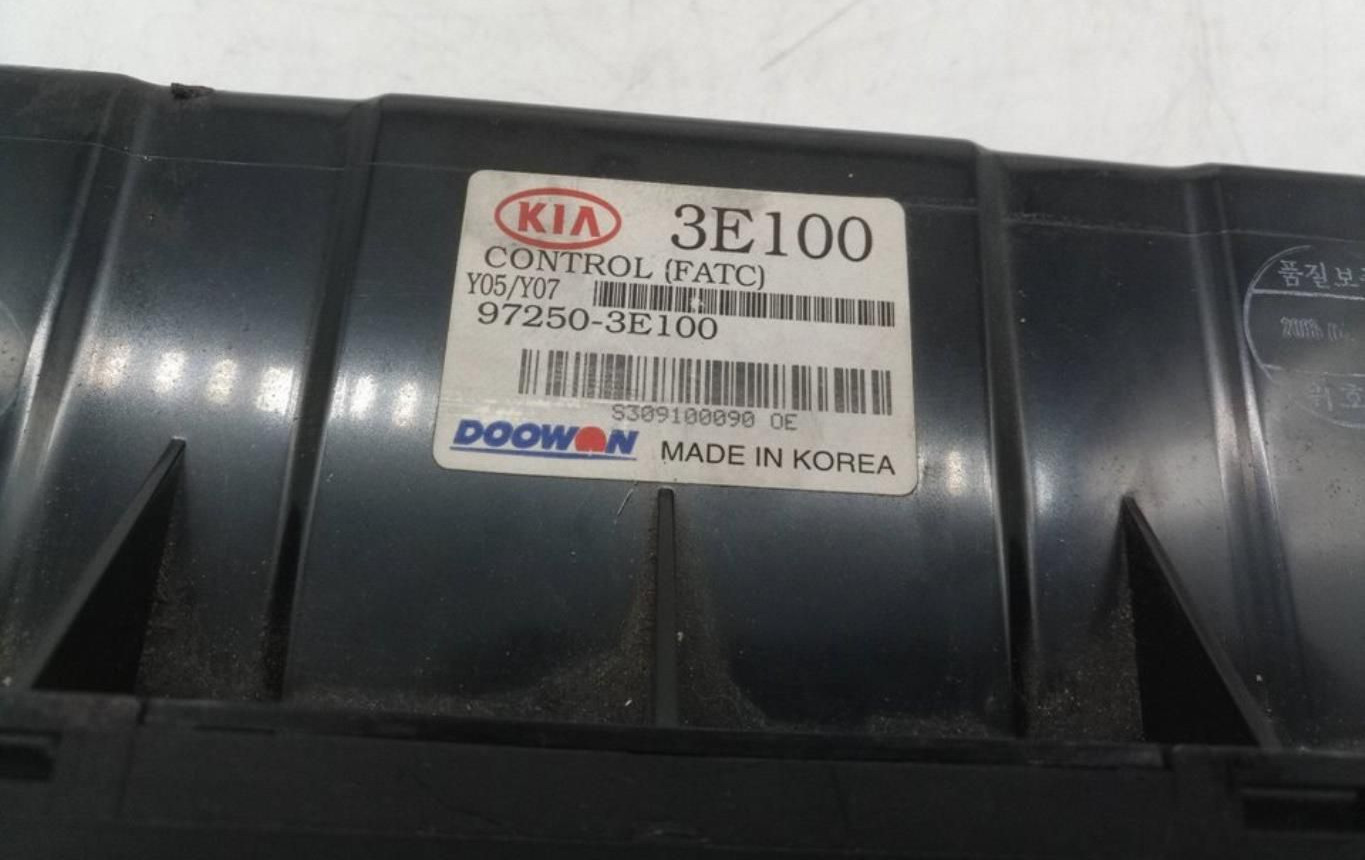 KIA 3E100
CONTROL (FATC)
Y05/Y07
97250-3E100
S309100090 0E
DOOWON MADE IN KOREA
품질보